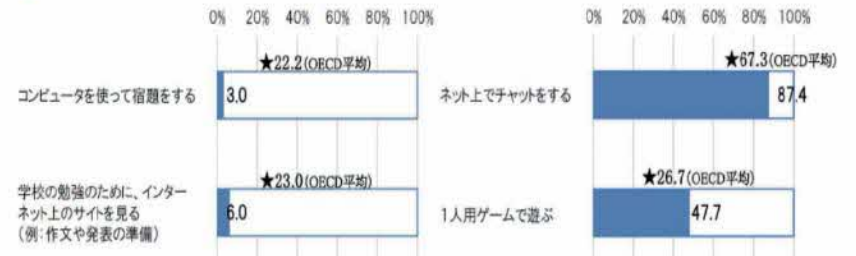 0% 20% 40% 60% 80% 100%
★22.2(OECD平均)
コンピュータを使って宿題をする 3.0
★23.0(OECD平均)
学校の勉強のために、インター
ネット上のサイトを見る
(例:作文や発表の準備)
6.0
0% 20% 40% 60% 80% 100%
★67.3(OECD平均)
ネット上でチャットをする 87.4
★26.7(OECD平均)
1人用ゲームで遊ぶ 47.7